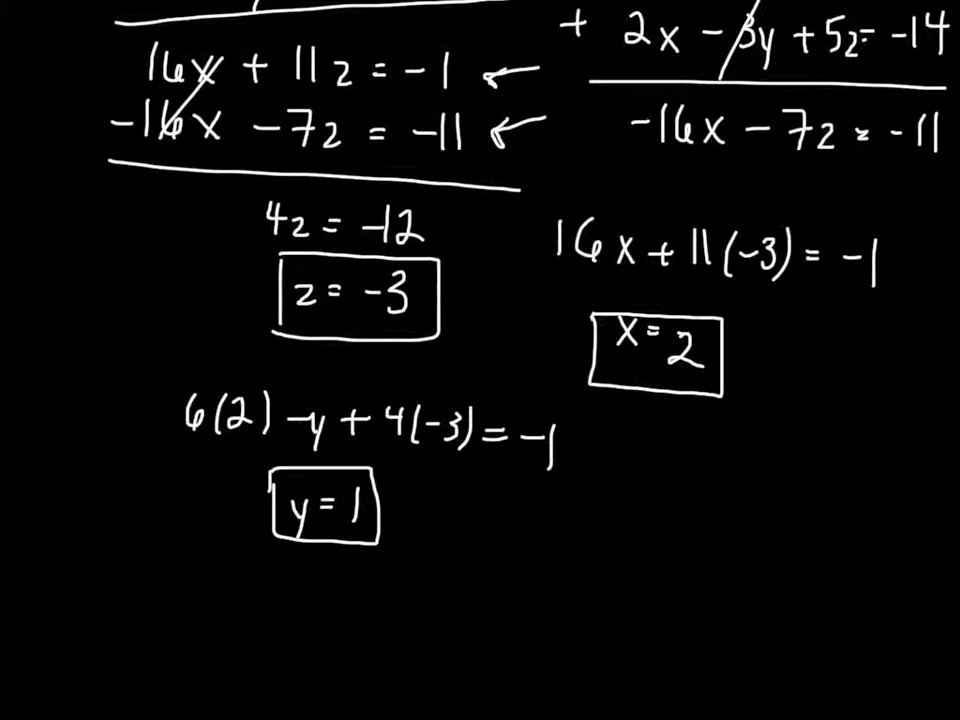 16x + 11z = -1
-16x - 7z = -11
4z = -12
z = -3
+ 2x - 3y + 5z = -14
-16x - 7z = -11
16x + 11(-3) = -1
x = 2
6(2) - y + 4(-3) = -1
y = 1